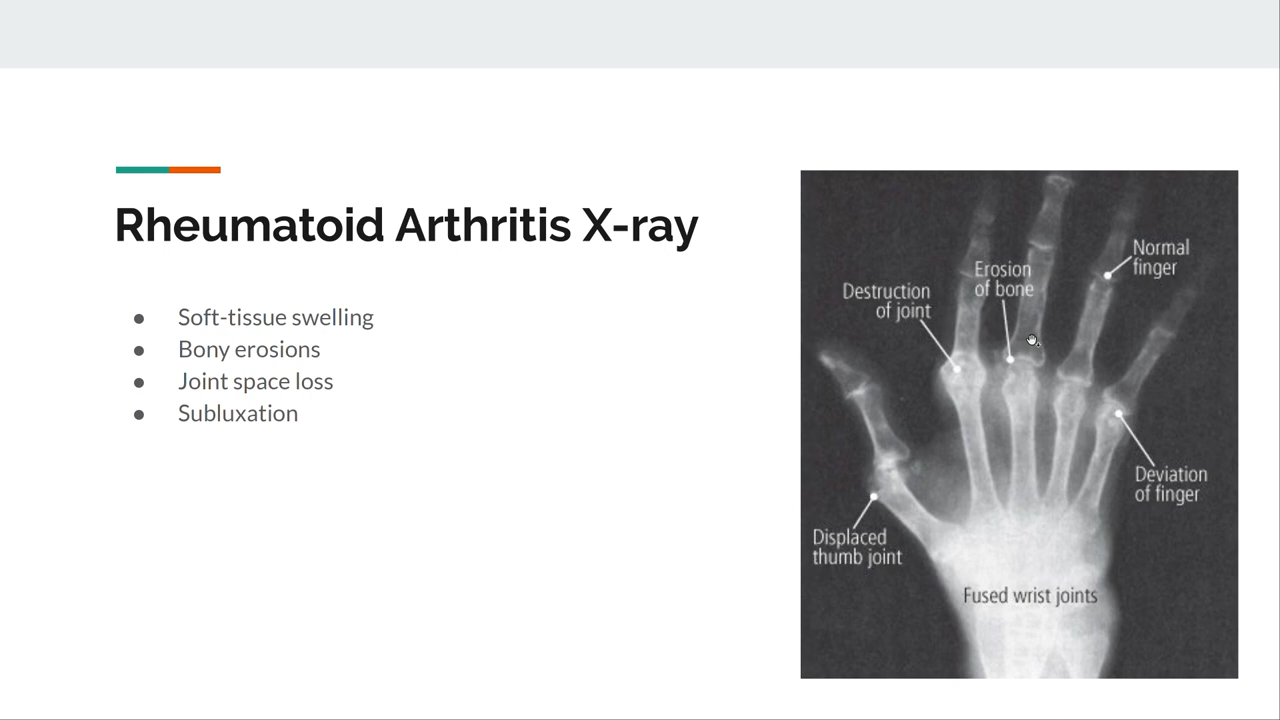 Rheumatoid Arthritis X-ray
● Soft-tissue swelling
● Bony erosions
● Joint space loss
● Subluxation
Normal
finger
Erosion
of bone
Destruction
of joint
Deviation
of finger
Displaced
thumb joint
Fused wrist joints